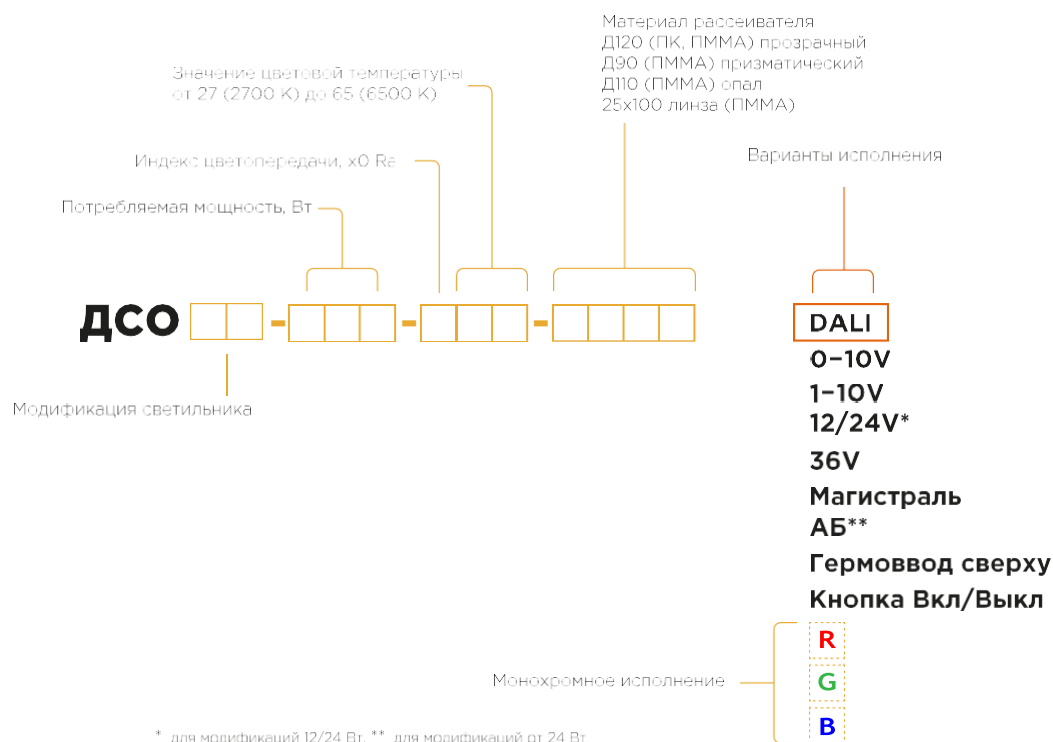 Материал рассеивателя
Д120 (ПК, ПММА) прозрачный
Д90 (ПММА) призматический
Д110 (ПММА) опал
25х100 линза (ПММА)
Значение цветовой температуры
от 27 (2700 К) до 65 (6500 К)
Индекс цветопередачи, х0 Ra
Варианты исполнения
Потребляемая мощность, Вт
ДСО - - - DALI
0-10V
1-10V
12/24V*
36V
Модификация светильника
Магистраль
АБ**
Гермоввод сверху
Кнопка Вкл/Выкл
R
Монохромное исполнение G
B
* для модификаций 12/24 Вт, ** для модификаций от 24 Вт